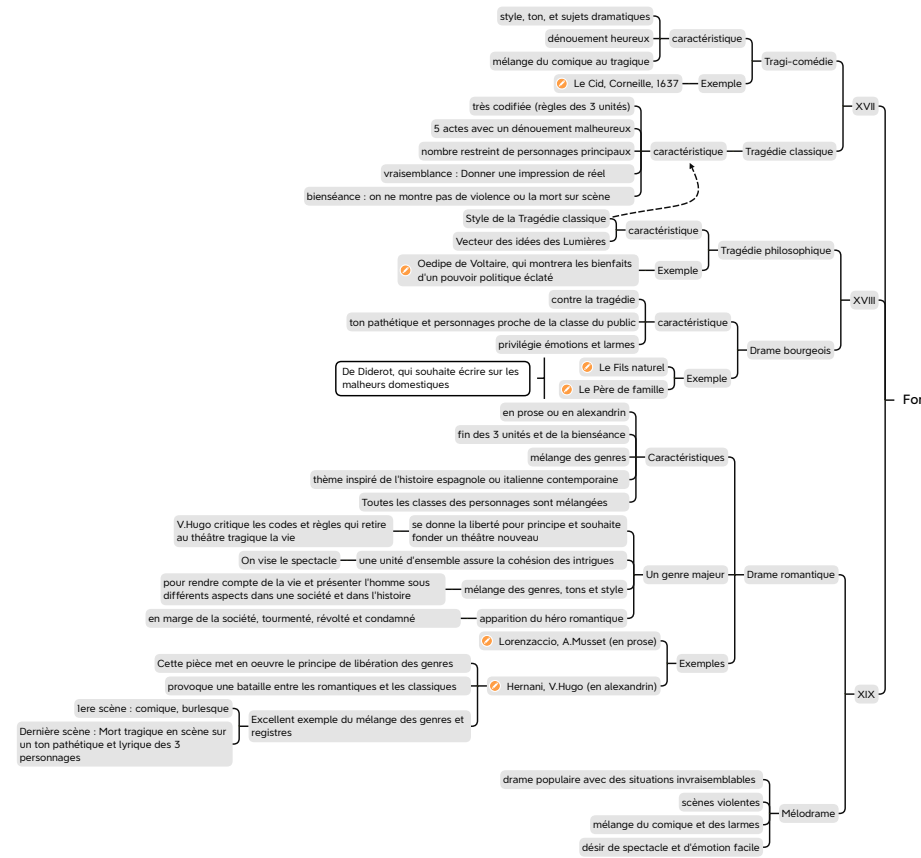 style, ton, et sujets dramatiques
dénouement heureux
mélange du comique au tragique
caractéristique
Le Cid, Corneille, 1637
Exemple
Tragi-comédie
très codifiée (règles des 3 unités)
5 actes avec un dénouement malheureux
nombre restreint de personnages principaux
vraisemblance : Donner une impression de réel
bienséance : on ne montre pas de violence ou la mort sur scène
caractéristique
Tragédie classique
XVII
Style de la Tragédie classique
Vecteur des idées des Lumières
caractéristique
Oedipe de Voltaire, qui montrera les bienfaits
d'un pouvoir politique éclaté
Exemple
Tragédie philosophique
contre la tragédie
ton pathétique et personnages proche de la classe du public
privilégie émotions et larmes
caractéristique
De Diderot, qui souhaite écrire sur les
malheurs domestiques
Le Fils naturel
Le Père de famille
Exemple
Drame bourgeois
XVIII
en prose ou en alexandrin
fin des 3 unités et de la bienséance
mélange des genres
thème inspiré de l'histoire espagnole ou italienne contemporaine
Toutes les classes des personnages sont mélangées
Caractéristiques
V.Hugo critique les codes et règles qui retire
au théâtre tragique la vie
se donne la liberté pour principe et souhaite
fonder un théâtre nouveau
On vise le spectacle
une unité d'ensemble assure la cohésion des intrigues
pour rendre compte de la vie et présenter l'homme sous
différents aspects dans une société et dans l'histoire
mélange des genres, tons et style
en marge de la société, tourmenté, révolté et condamné
apparition du héro romantique
Un genre majeur
Lorenzaccio, A.Musset (en prose)
Cette pièce met en oeuvre le principe de libération des genres
provoque une bataille entre les romantiques et les classiques
1ere scène : comique, burlesque
Dernière scène : Mort tragique en scène sur
un ton pathétique et lyrique des 3
personnages
Excellent exemple du mélange des genres et
registres
Hernani, V.Hugo (en alexandrin)
Exemples
Drame romantique
drame populaire avec des situations invraisemblables
scènes violentes
mélange du comique et des larmes
désir de spectacle et d'émotion facile
Mélodrame
XIX
For